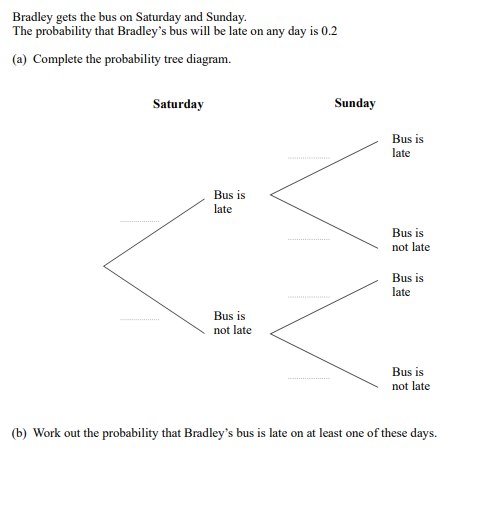 Bradley gets the bus on Saturday and Sunday.
The probability that Bradley’s bus will be late on any day is 0.2
(a) Complete the probability tree diagram.
Saturday
Sunday
Bus is
late
Bus is
late
Bus is
not late
Bus is
late
Bus is
not late
Bus is
not late
(b) Work out the probability that Bradley’s bus is late on at least one of these days.